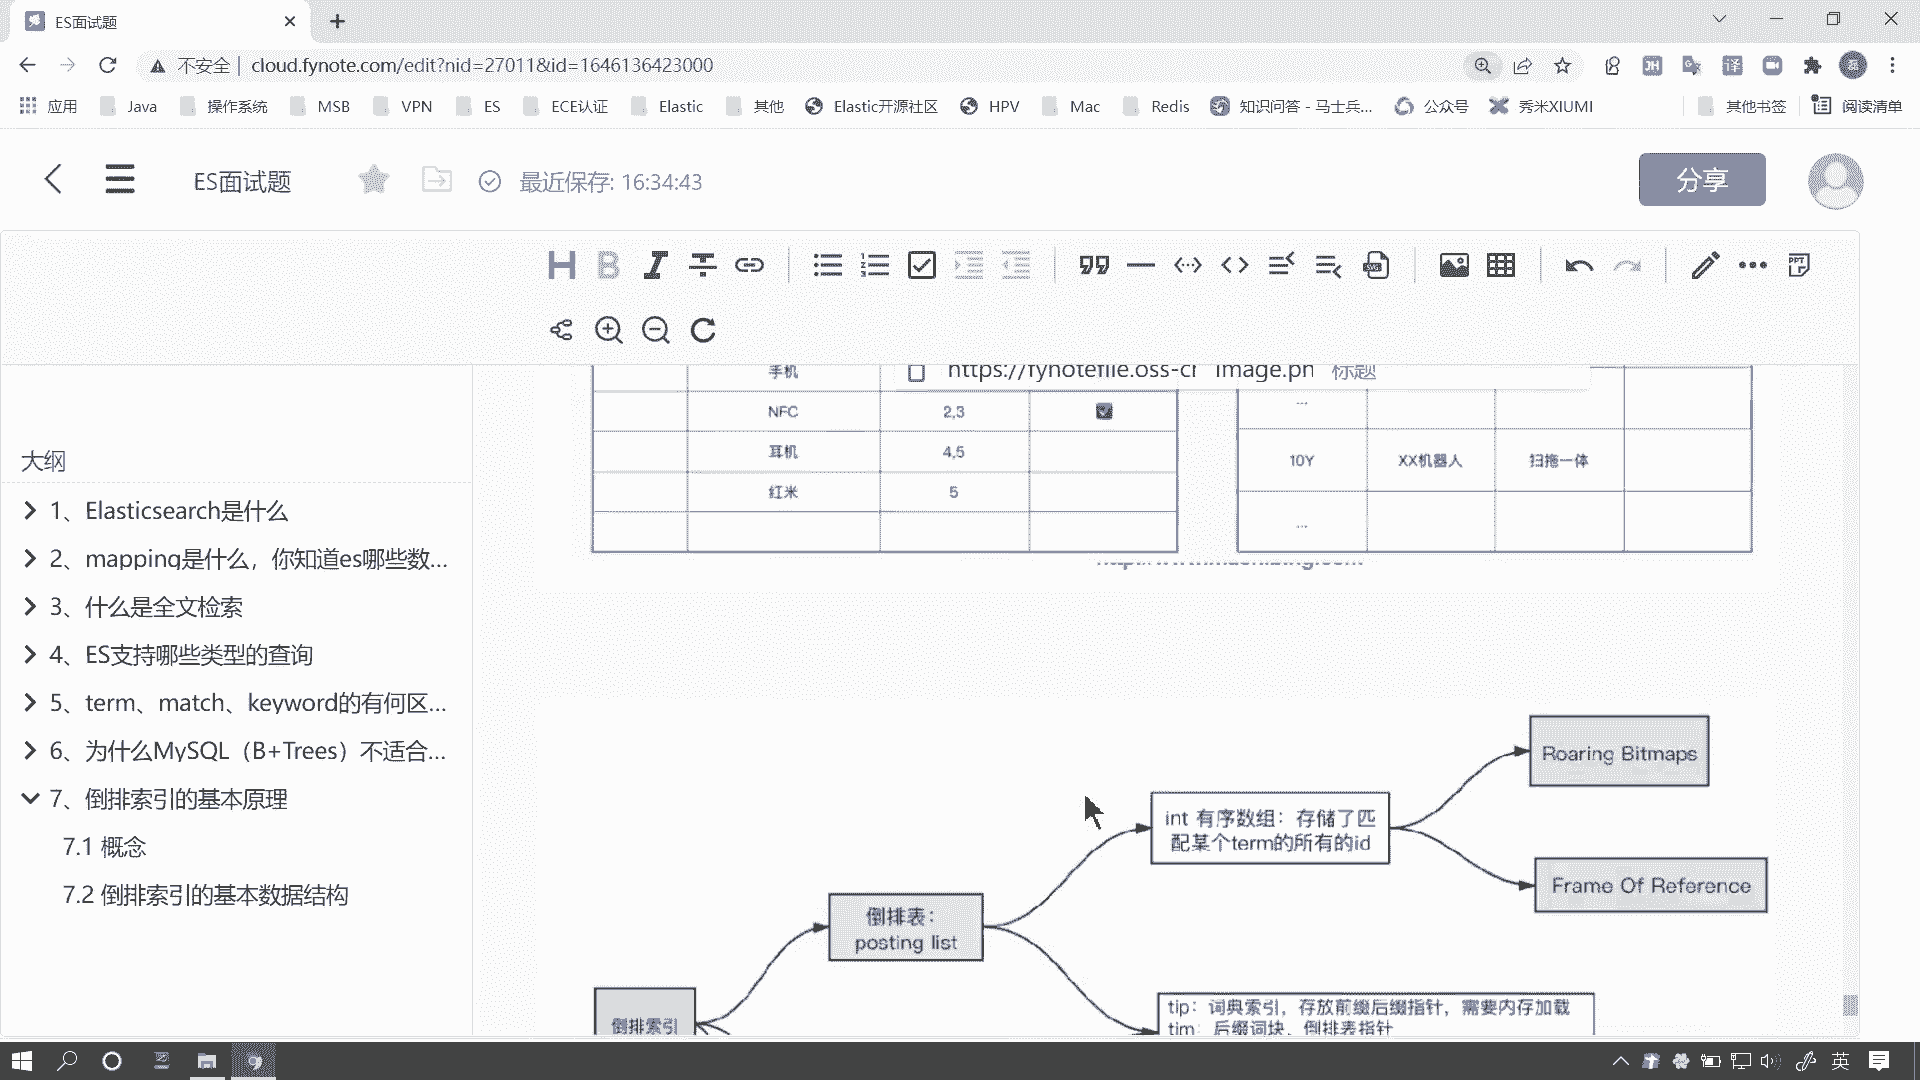 ES面试题
不安全
cloud.fynote.com/edit?nid=27011&id=1646136423000
应用
Java
操作系统
MSB
VPN
ES
ECE认证
Elastic
其他
Elastic开源社区
HPV
Mac
Redis
知识问答 - 马士兵...
公众号
秀米XIUMI
其他书签
阅读清单
ES面试题
最近保存: 16:34:43
分享
https://fynotefile.oss-cr
image.pn
标题
手机
NFC
2,3
耳机
4,5
红米
5
...
10Y
XX机器人
扫拖一体
...
大纲
1、Elasticsearch是什么
2、mapping是什么，你知道es哪些数...
3、什么是全文检索
4、ES支持哪些类型的查询
5、term、match、keyword的有何区...
6、为什么MySQL（B+Trees）不适合...
7、倒排索引的基本原理
7.1 概念
7.2 倒排索引的基本数据结构
Roaring Bitmaps
int 有序数组：存储了匹
配某个term的所有的id
Frame Of Reference
倒排表：
posting list
倒排索引
tip：词典索引，存放前缀后缀指针，需要内存加载
tim：后缀词块、倒排表指针
英